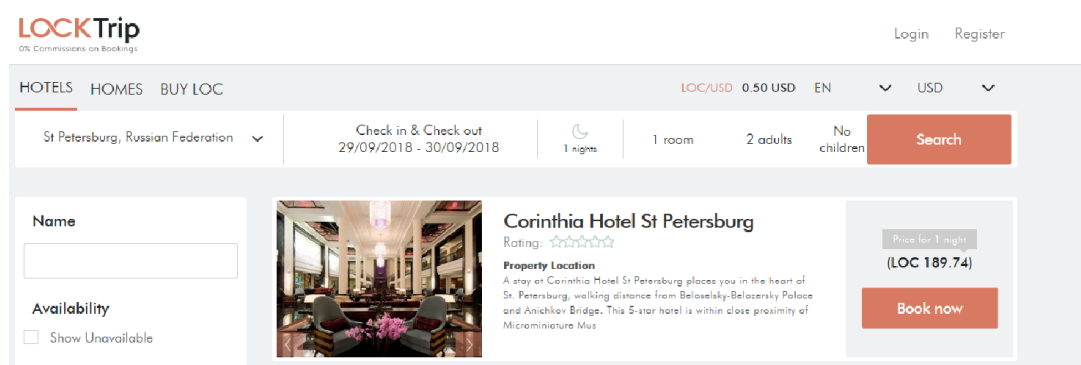 LOCKTrip
0% Commissions on Bookings
Login Register
HOTELS HOMES BUY LOC
LOC/USD 0.50 USD EN USD
St Petersburg, Russian Federation
Check in & Check out
29/09/2018 - 30/09/2018
1 nights
1 room
2 adults
No
children
Search
Name
Availability
Show Unavailable
Corinthia Hotel St Petersburg
Rating:
Property Location
A stay at Corinthia Hotel St Petersburg places you in the heart of
St. Petersburg, walking distance from Beloselsky-Belozersky Palace
and Anichkov Bridge. This 5-star hotel is within close proximity of
Microminiature Mus
Price for 1 night
(LOC 189.74)
Book now